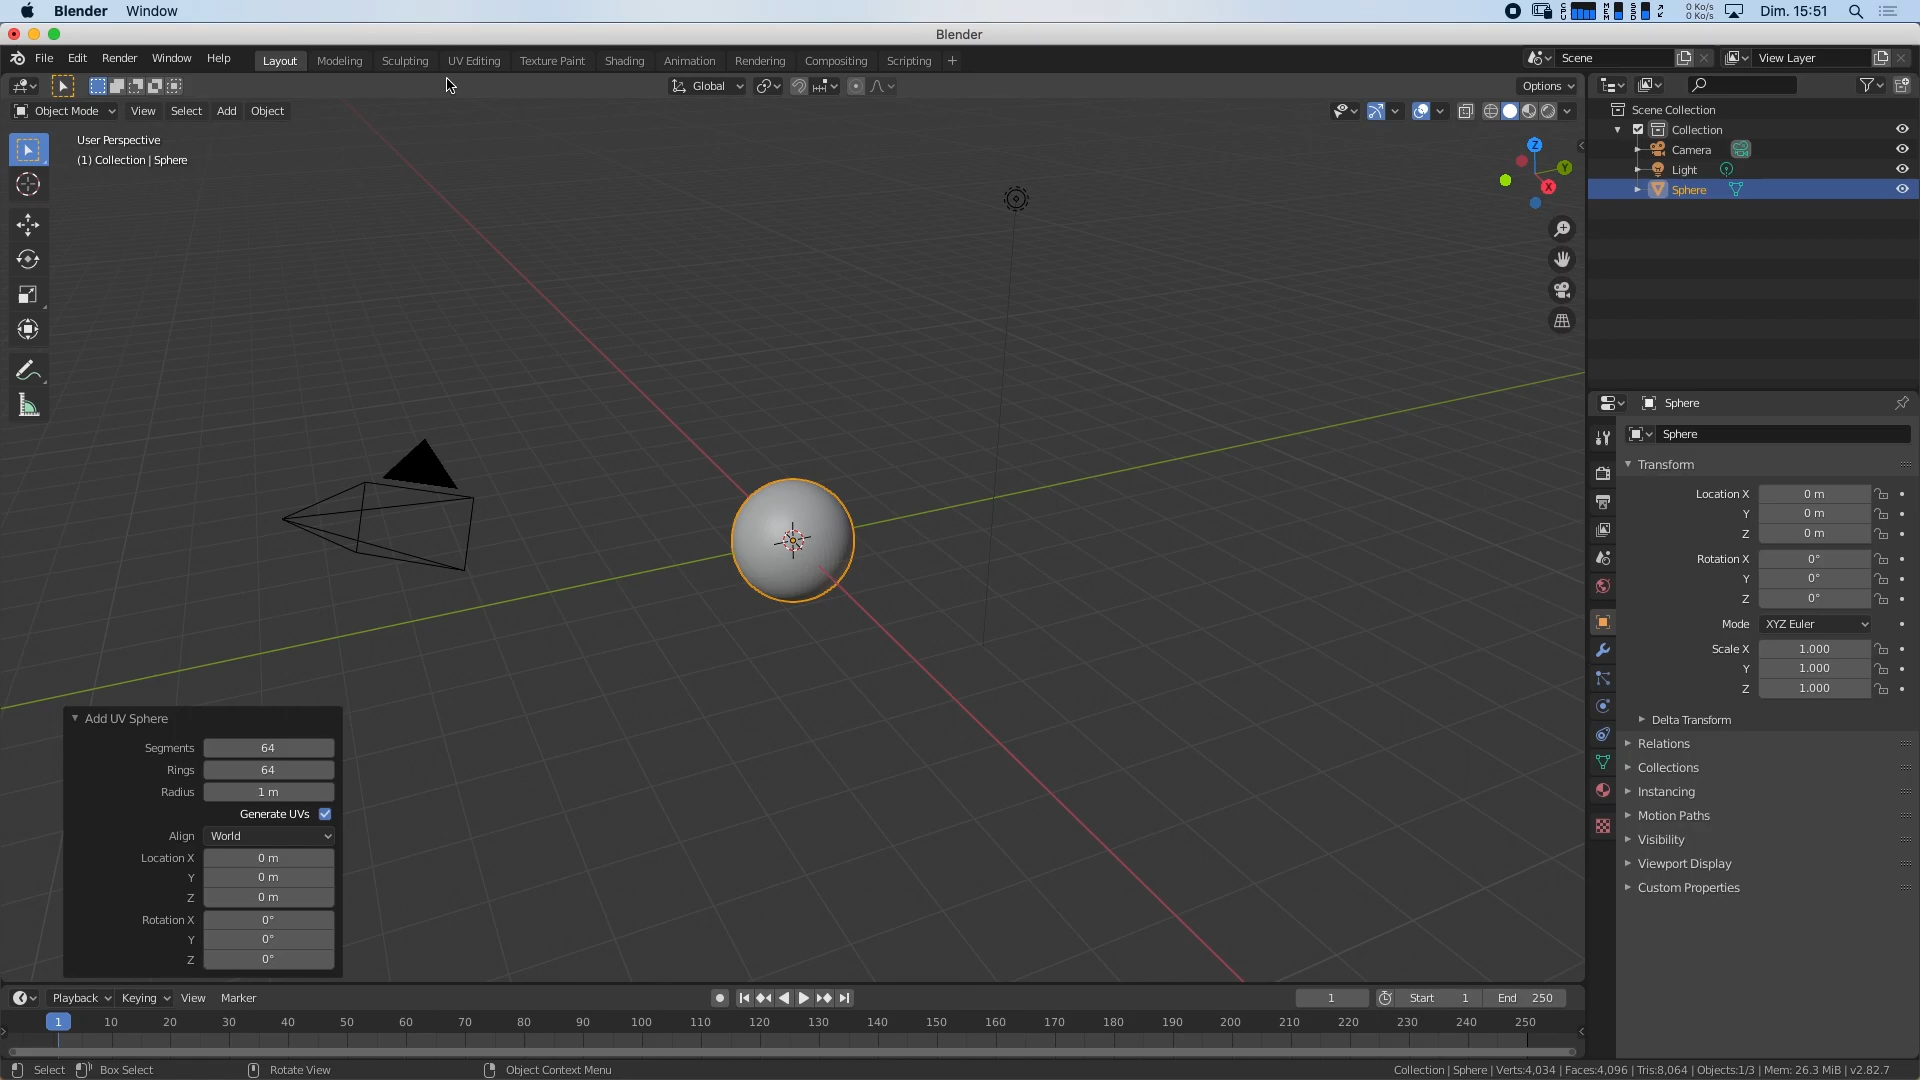 Blender Window
0 Ko/s
0 Ko/s
Dim. 15:51
Blender
File Edit Render Window Help
Layout Modeling Sculpting UV Editing Texture Paint Shading Animation Rendering Compositing Scripting +
Scene
View Layer
Global
Options
Object Mode View Select Add Object
User Perspective
(1) Collection | Sphere
Z
Y
X
Scene Collection
Collection
Camera
Light
Sphere
Sphere
Sphere
Transform
Location X 0 m
Y 0 m
Z 0 m
Rotation X 0°
Y 0°
Z 0°
Mode XYZ Euler
Scale X 1.000
Y 1.000
Z 1.000
Delta Transform
Relations
Collections
Instancing
Motion Paths
Visibility
Viewport Display
Custom Properties
Add UV Sphere
Segments 64
Rings 64
Radius 1 m
Generate UVs
Align World
Location X 0 m
Y 0 m
Z 0 m
Rotation X 0°
Y 0°
Z 0°
Playback Keying View Marker
1
Start 1
End 250
1 10 20 30 40 50 60 70 80 90 100 110 120 130 140 150 160 170 180 190 200 210 220 230 240 250
Select Box Select Rotate View Object Context Menu
Collection | Sphere | Verts:4,034 | Faces:4,096 | Tris:8,064 | Objects:1/3 | Mem: 26.3 MiB | v2.82.7